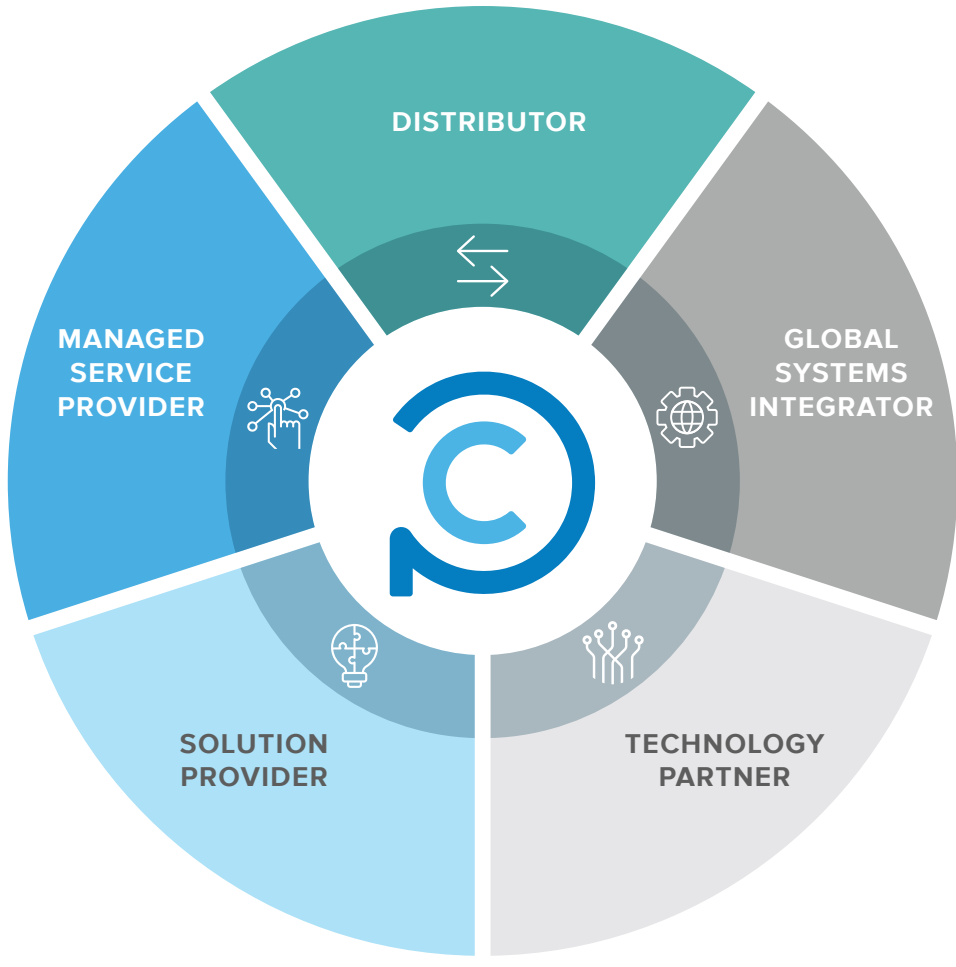 DISTRIBUTOR
GLOBAL
SYSTEMS
INTEGRATOR
TECHNOLOGY
PARTNER
SOLUTION
PROVIDER
MANAGED
SERVICE
PROVIDER